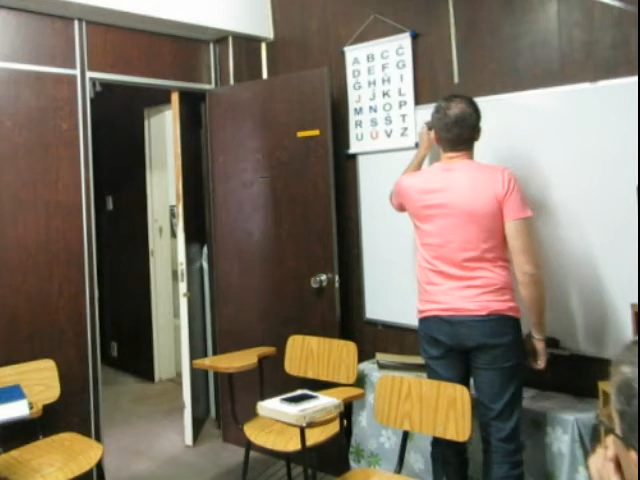 A B C Ĉ
D E F G
Ĝ H Ĥ I
J Ĵ K L
M N O P
R S Ŝ T
U Ŭ V Z